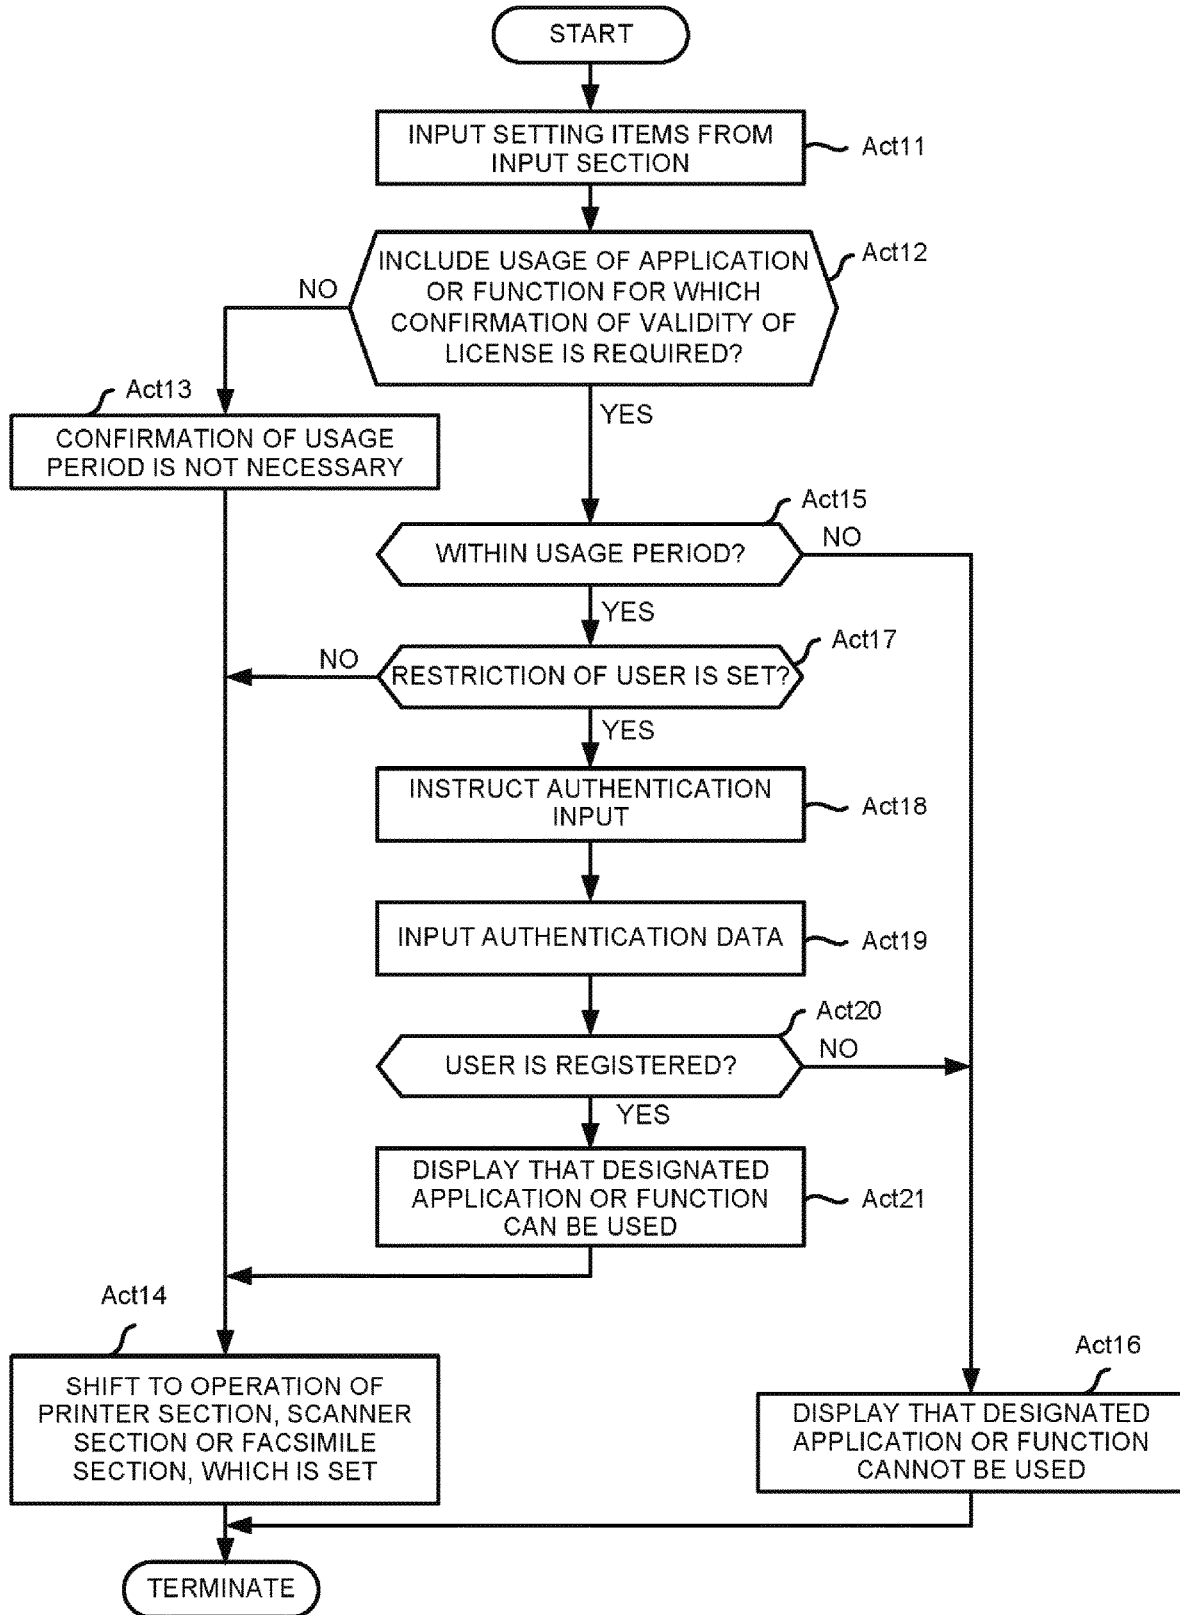 START
INPUT SETTING ITEMS FROM
INPUT SECTION
Act11
INCLUDE USAGE OF APPLICATION
OR FUNCTION FOR WHICH
CONFIRMATION OF VALIDITY OF
LICENSE IS REQUIRED?
Act12
NO
YES
Act13
CONFIRMATION OF USAGE
PERIOD IS NOT NECESSARY
Act15
WITHIN USAGE PERIOD?
NO
YES
Act17
RESTRICTION OF USER IS SET?
NO
YES
INSTRUCT AUTHENTICATION
INPUT
Act18
INPUT AUTHENTICATION DATA
Act19
Act20
USER IS REGISTERED?
NO
YES
DISPLAY THAT DESIGNATED
APPLICATION OR FUNCTION
CAN BE USED
Act21
Act14
SHIFT TO OPERATION OF
PRINTER SECTION, SCANNER
SECTION OR FACSIMILE
SECTION, WHICH IS SET
Act16
DISPLAY THAT DESIGNATED
APPLICATION OR FUNCTION
CANNOT BE USED
TERMINATE